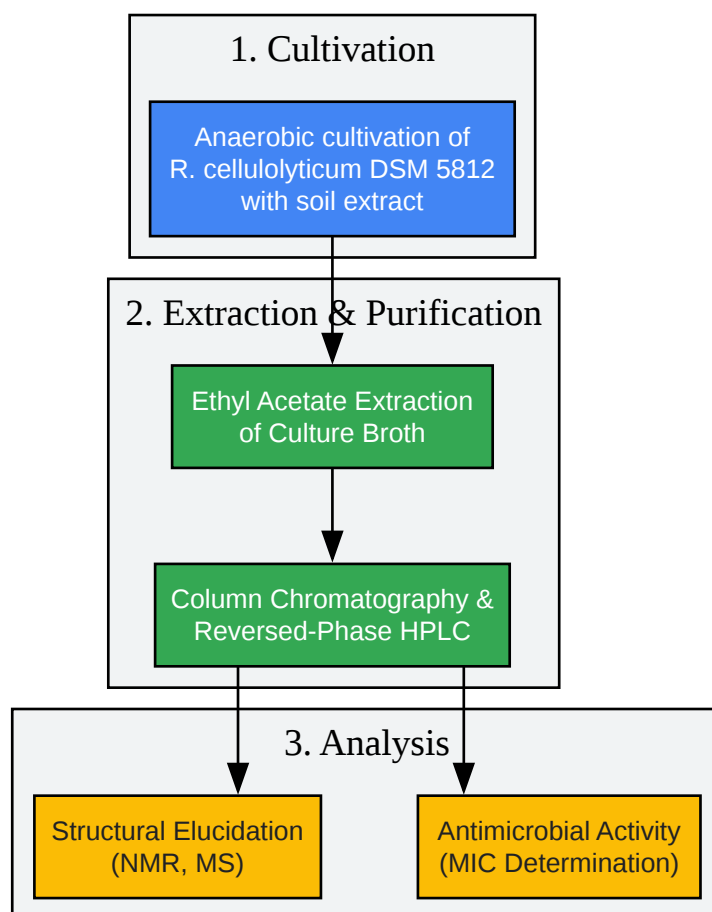 1. Cultivation
Anaerobic cultivation of
R. cellulolyticum DSM 5812
with soil extract
2. Extraction & Purification
Ethyl Acetate Extraction
of Culture Broth
Column Chromatography &
Reversed-Phase HPLC
3. Analysis
Structural Elucidation
(NMR, MS)
Antimicrobial Activity
(MIC Determination)